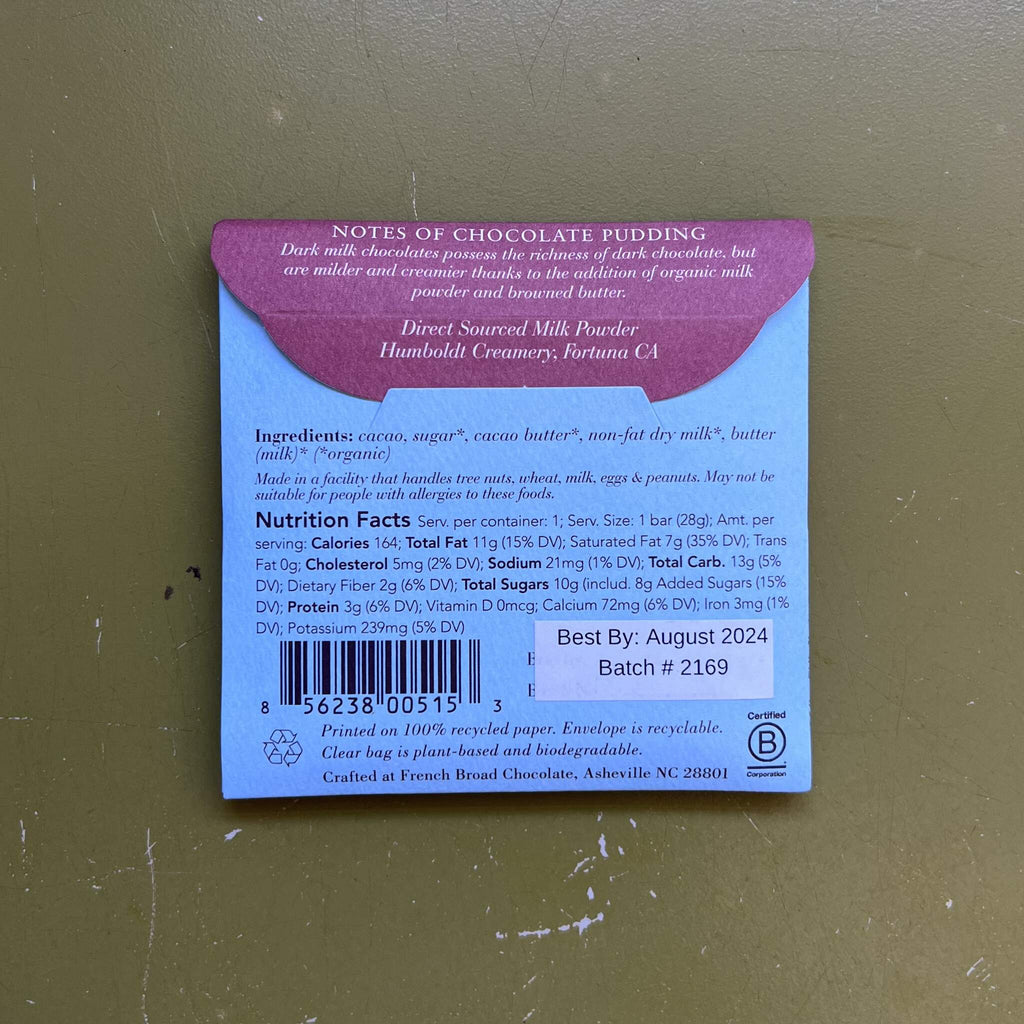 NOTES OF CHOCOLATE PUDDING
Dark milk chocolates possess the richness of dark chocolate, but
are milder and creamier thanks to the addition of organic milk
powder and browned butter.
Direct Sourced Milk Powder
Humboldt Creamery, Fortuna CA
Ingredients: cacao, sugar*, cacao butter*, non-fat dry milk*, butter
(milk)* (*organic)
Made in a facility that handles tree nuts, wheat, milk, eggs & peanuts. May not be
suitable for people with allergies to these foods.
Nutrition Facts Serv. per container: 1; Serv. Size: 1 bar (28g); Amt. per
serving: Calories 164; Total Fat 11g (15% DV); Saturated Fat 7g (35% DV); Trans
Fat 0g; Cholesterol 5mg (2% DV); Sodium 21mg (1% DV); Total Carb. 13g (5%
DV); Dietary Fiber 2g (6% DV); Total Sugars 10g (includ. 8g Added Sugars (15%
DV); Protein 3g (6% DV); Vitamin D 0mcg; Calcium 72mg (6% DV); Iron 3mg (1%
DV); Potassium 239mg (5% DV)
Best By: August 2024
Batch # 2169
8 56238 00515 3
Printed on 100% recycled paper. Envelope is recyclable.
Clear bag is plant-based and biodegradable.
Crafted at French Broad Chocolate, Asheville NC 28801
Certified
B
Corporation